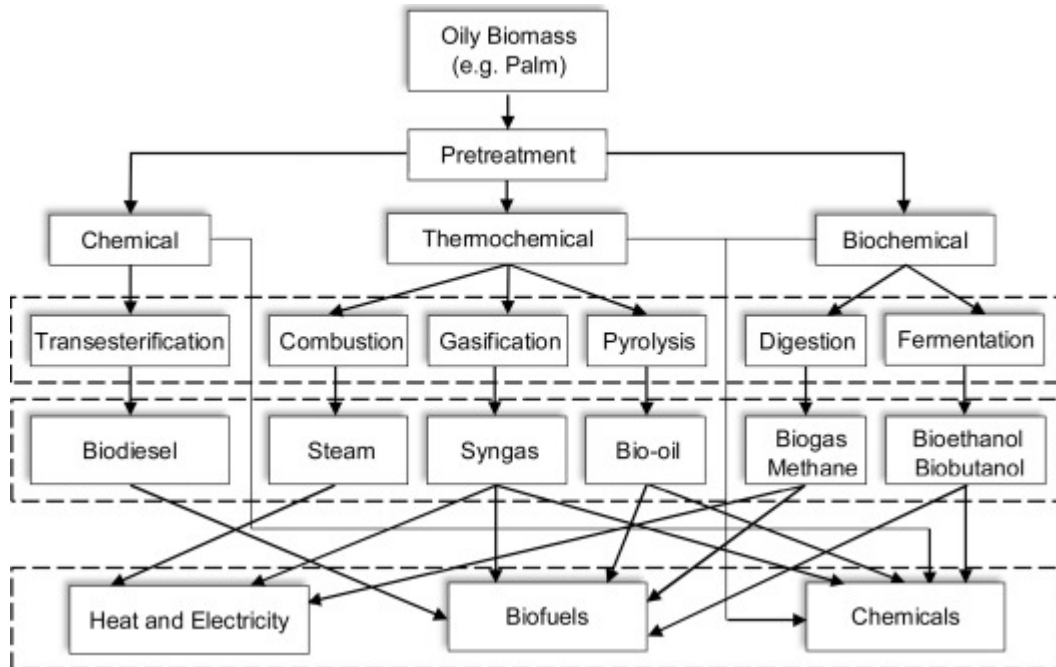 Oily Biomass
(e.g. Palm)
Pretreatment
Chemical
Thermochemical
Biochemical
Transesterification
Combustion
Gasification
Pyrolysis
Digestion
Fermentation
Biodiesel
Steam
Syngas
Bio-oil
Biogas
Methane
Bioethanol
Biobutanol
Heat and Electricity
Biofuels
Chemicals